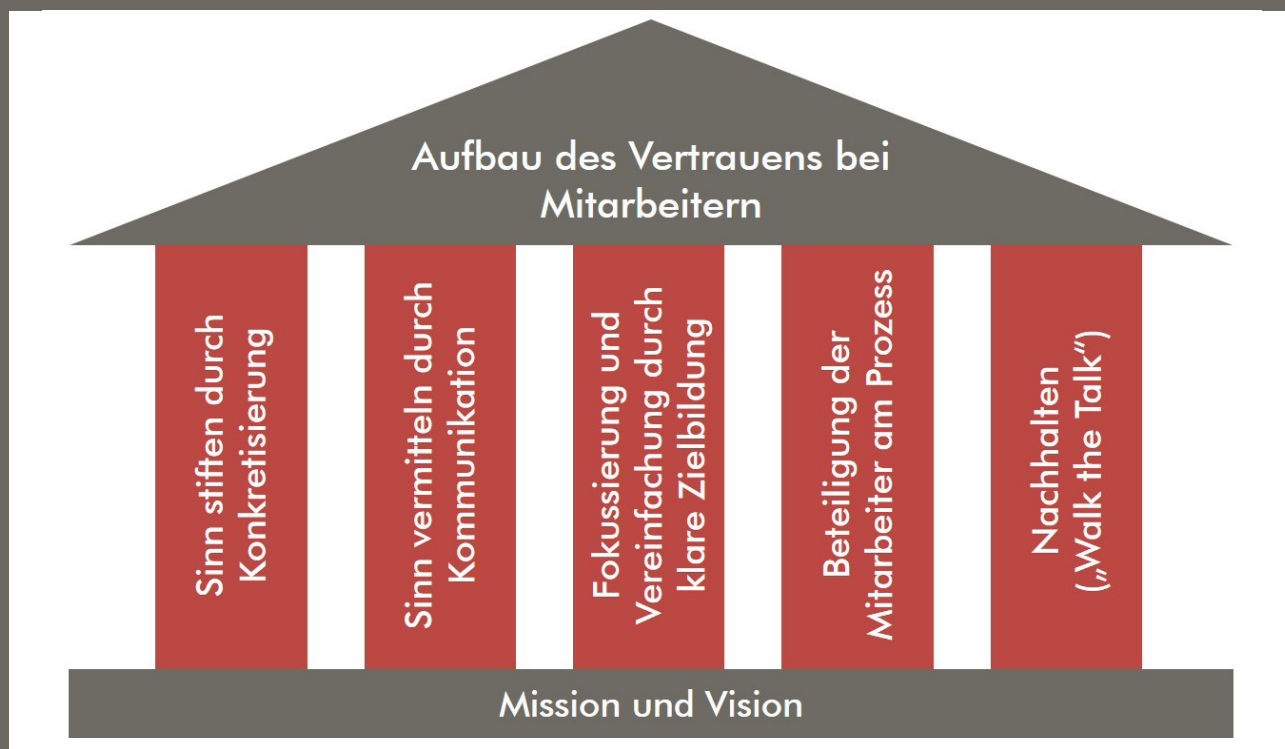 Aufbau des Vertrauens bei
Mitarbeitern
Sinn stiften durch
Konkretisierung
Sinn vermitteln durch
Kommunikation
Fokussierung und
Vereinfachung durch
klare Zielbildung
Beteiligung der
Mitarbeiter am Prozess
Nachhalten
(„Walk the Talk“)
Mission und Vision